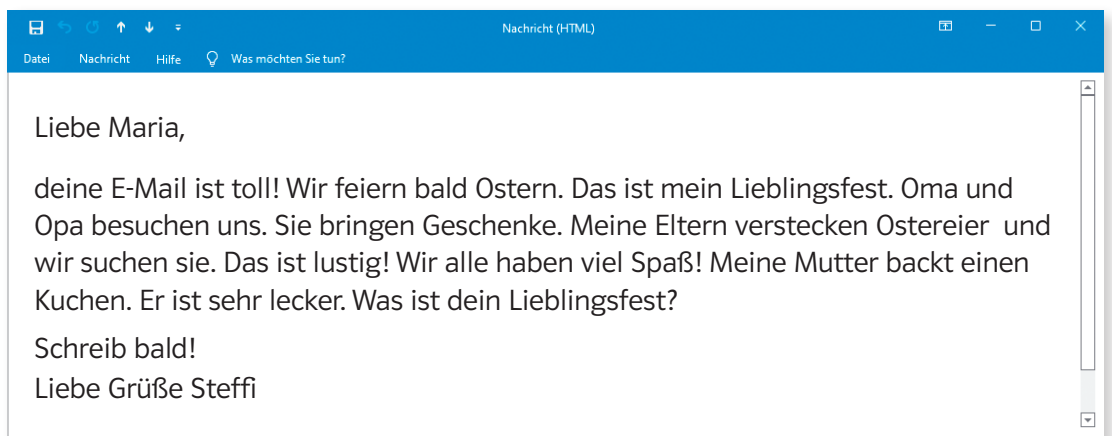 Nachricht (HTML)
Datei Nachricht Hilfe Was möchten Sie tun?
Liebe Maria,
deine E-Mail ist toll! Wir feiern bald Ostern. Das ist mein Lieblingsfest. Oma und
Opa besuchen uns. Sie bringen Geschenke. Meine Eltern verstecken Ostereier und
wir suchen sie. Das ist lustig! Wir alle haben viel Spaß! Meine Mutter backt einen
Kuchen. Er ist sehr lecker. Was ist dein Lieblingsfest?
Schreib bald!
Liebe Grüße Steffi